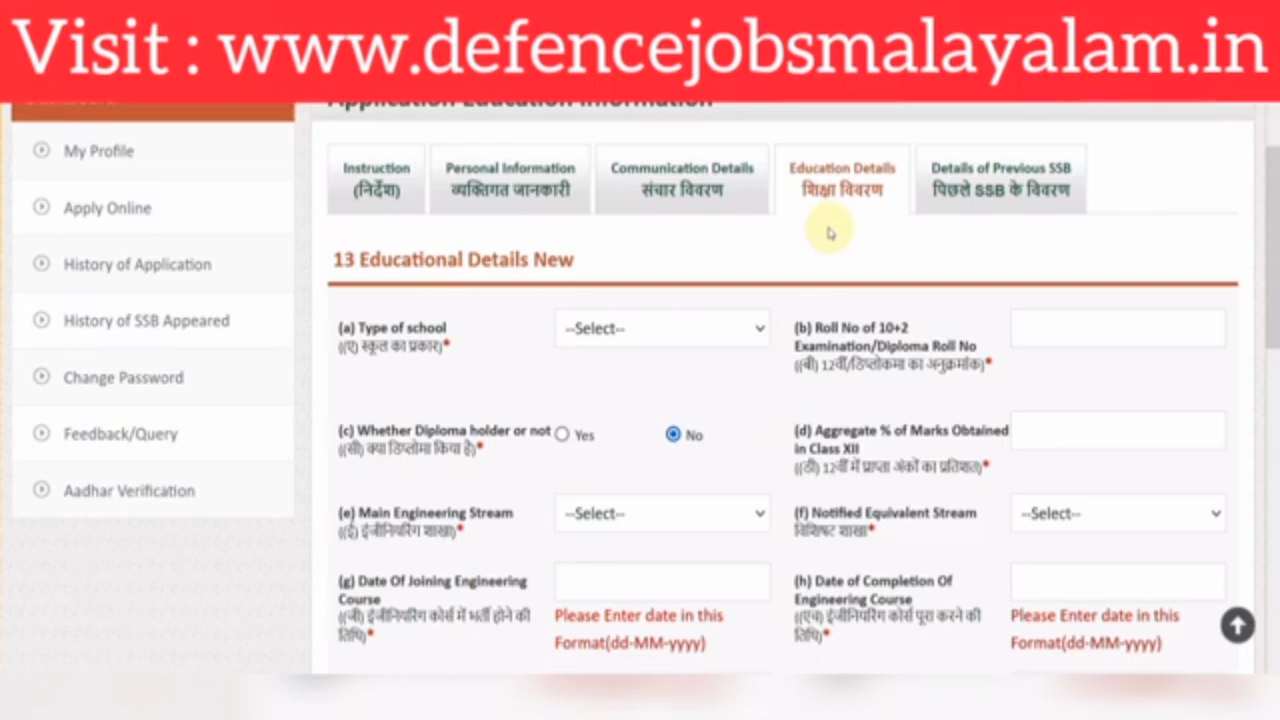 Visit : www.defencejobsmalayalam.in
Application Education Information
My Profile
Apply Online
History of Application
History of SSB Appeared
Change Password
Feedback/Query
Aadhar Verification
Instruction
(निर्देश)
Personal Information
व्यक्तिगत जानकारी
Communication Details
संचार विवरण
Education Details
शिक्षा विवरण
Details of Previous SSB
पिछले SSB के विवरण
13 Educational Details New
(a) Type of school
((ए) स्कूल का प्रकार)*
--Select--
(b) Roll No of 10+2
Examination/Diploma Roll No
((बी) 12वीं/डिप्लोकमा का अनुक्रमांक)*
(c) Whether Diploma holder or not
((सी) क्या डिप्लोमा किया है)*
Yes
No
(d) Aggregate % of Marks Obtained
in Class XII
((डी) 12वीं में प्राप्ता अंकों का प्रतिशत)*
(e) Main Engineering Stream
((ई) इंजीनियरिंग शाखा)*
--Select--
(f) Notified Equivalent Stream
विशिष्ट शाखा*
--Select--
(g) Date Of Joining Engineering
Course
((जी) इंजीनियरिंग कोर्स में भर्ती होने की
तिथि)*
Please Enter date in this
Format(dd-MM-yyyy)
(h) Date of Completion Of
Engineering Course
((एच) इंजीनियरिंग कोर्स पूरा करने की
तिथि)*
Please Enter date in this
Format(dd-MM-yyyy)